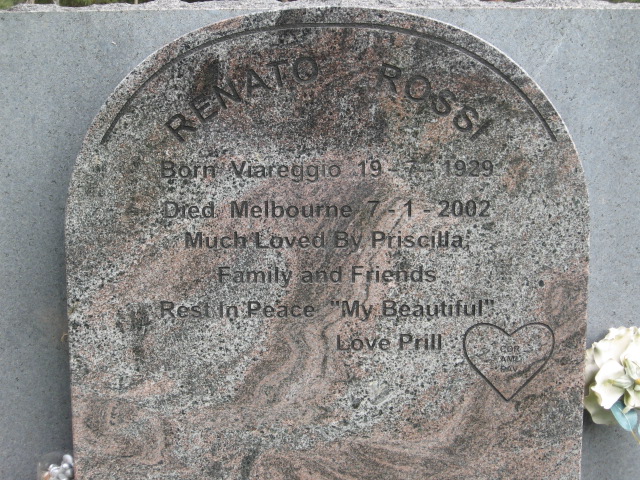 RENATO ROSSI
Born Viareggio 19 - 7 - 1929
Died Melbourne 7 - 1 - 2002
Much Loved By Priscilla,
Family and Friends
Rest In Peace "My Beautiful"
Love Prill